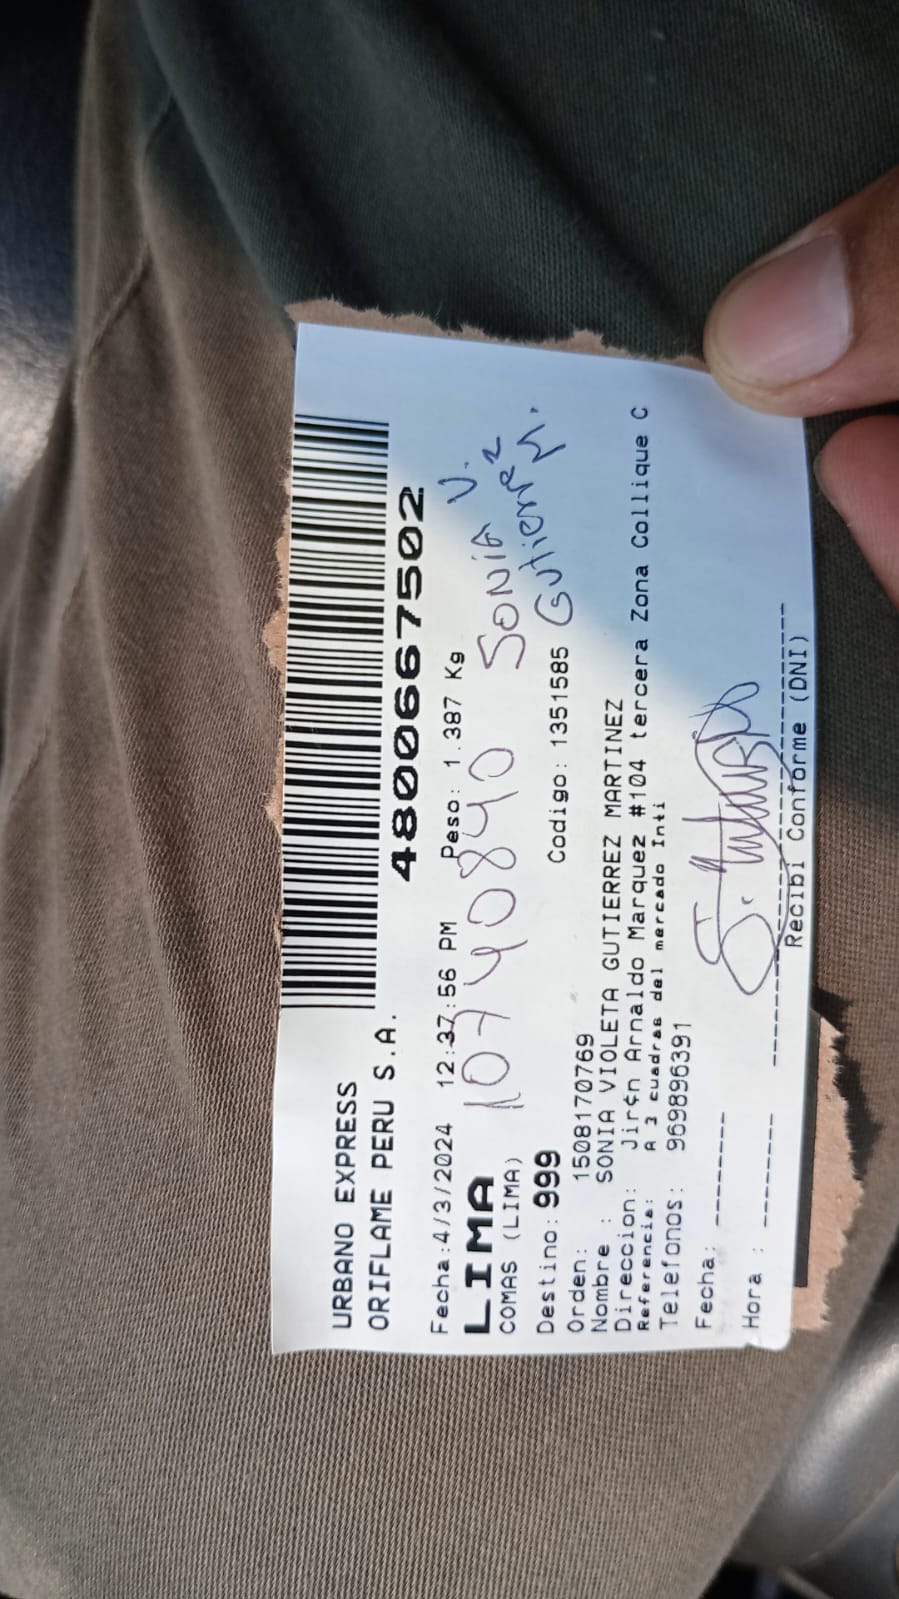 URBANO EXPRESS
ORIFLAME PERU S.A.
4800667502
Fecha:4/3/2024 12:37:56 PM Peso: 1.387 Kg
LIMA
10740840 SONIA V.
Gutierrez M.
COMAS (LIMA)
Destino: 999 Codigo: 1351585
Orden: 1508170769
Nombre : SONIA VIOLETA GUTIERREZ MARTINEZ
Direccion: Jir¢n Arnaldo Marquez #104 tercera Zona Collique C
Referencia: A 3 cuadras del mercado Inti
Telefonos: 969896391
Fecha:
Hora :
Recibi Conforme (DNI)